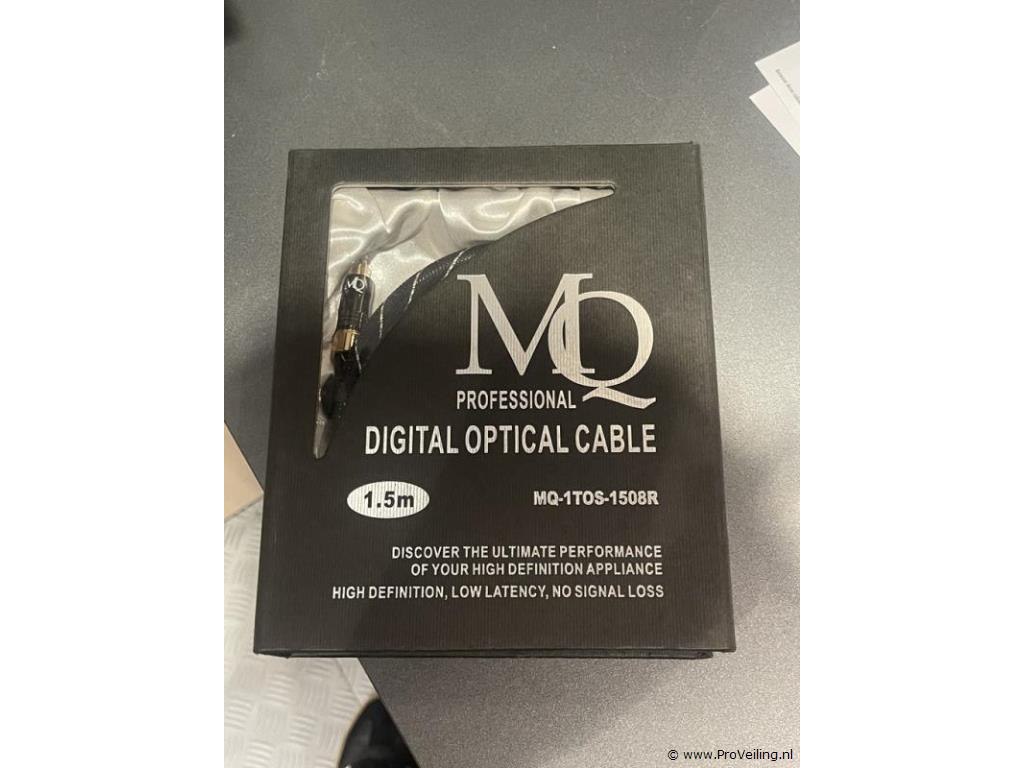 MQ
MQ
PROFESSIONAL
DIGITAL OPTICAL CABLE
1.5m
MQ-1TOS-1508R
DISCOVER THE ULTIMATE PERFORMANCE
OF YOUR HIGH DEFINITION APPLIANCE
HIGH DEFINITION, LOW LATENCY, NO SIGNAL LOSS
© www.ProVeiling.nl